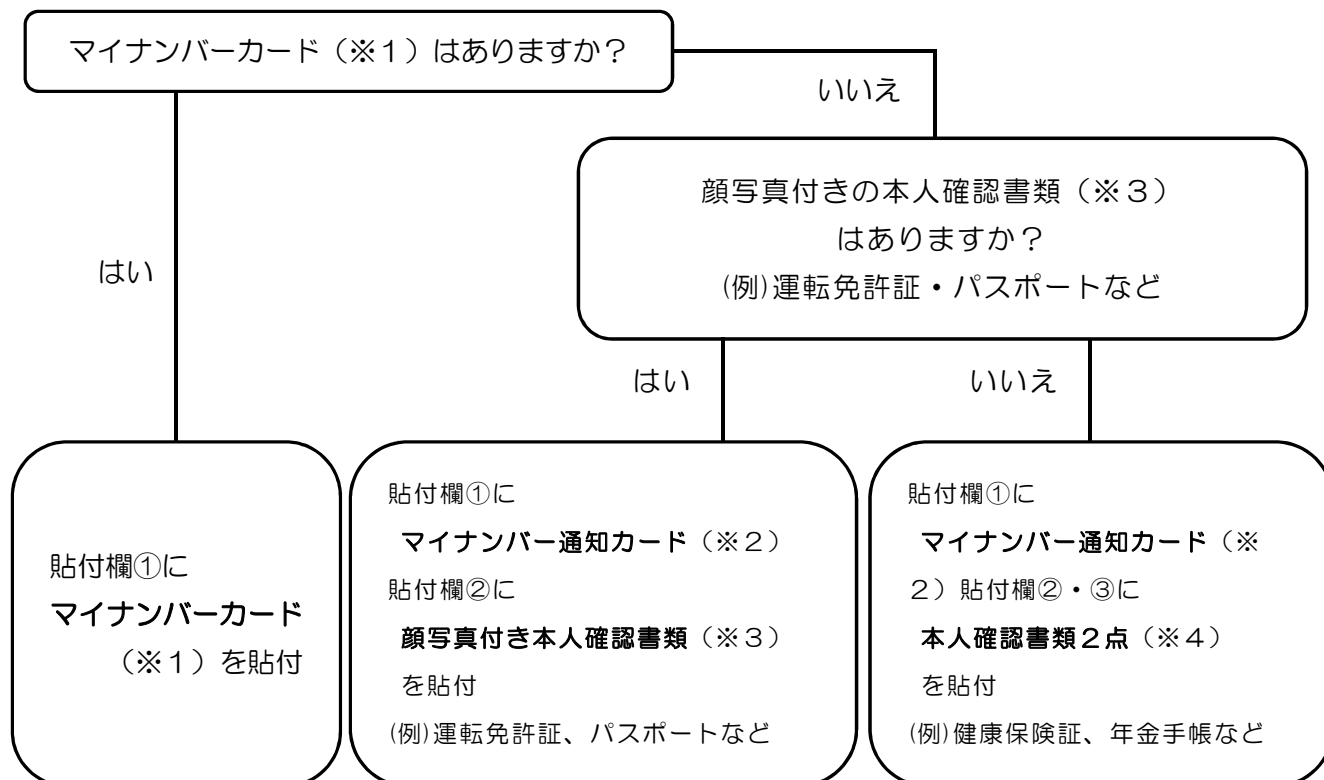 マイナンバーカード（※１）はありますか？
いいえ
顔写真付きの本人確認書類（※３）
はありますか？
(例)運転免許証・パスポートなど
はい
はい
いいえ
貼付欄①に
マイナンバーカード
（※１）を貼付
貼付欄①に
マイナンバー通知カード（※２）
貼付欄②に
顔写真付き本人確認書類（※３）
を貼付
(例)運転免許証、パスポートなど
貼付欄①に
マイナンバー通知カード（※
２）貼付欄②・③に
本人確認書類２点（※４）
を貼付
(例)健康保険証、年金手帳など